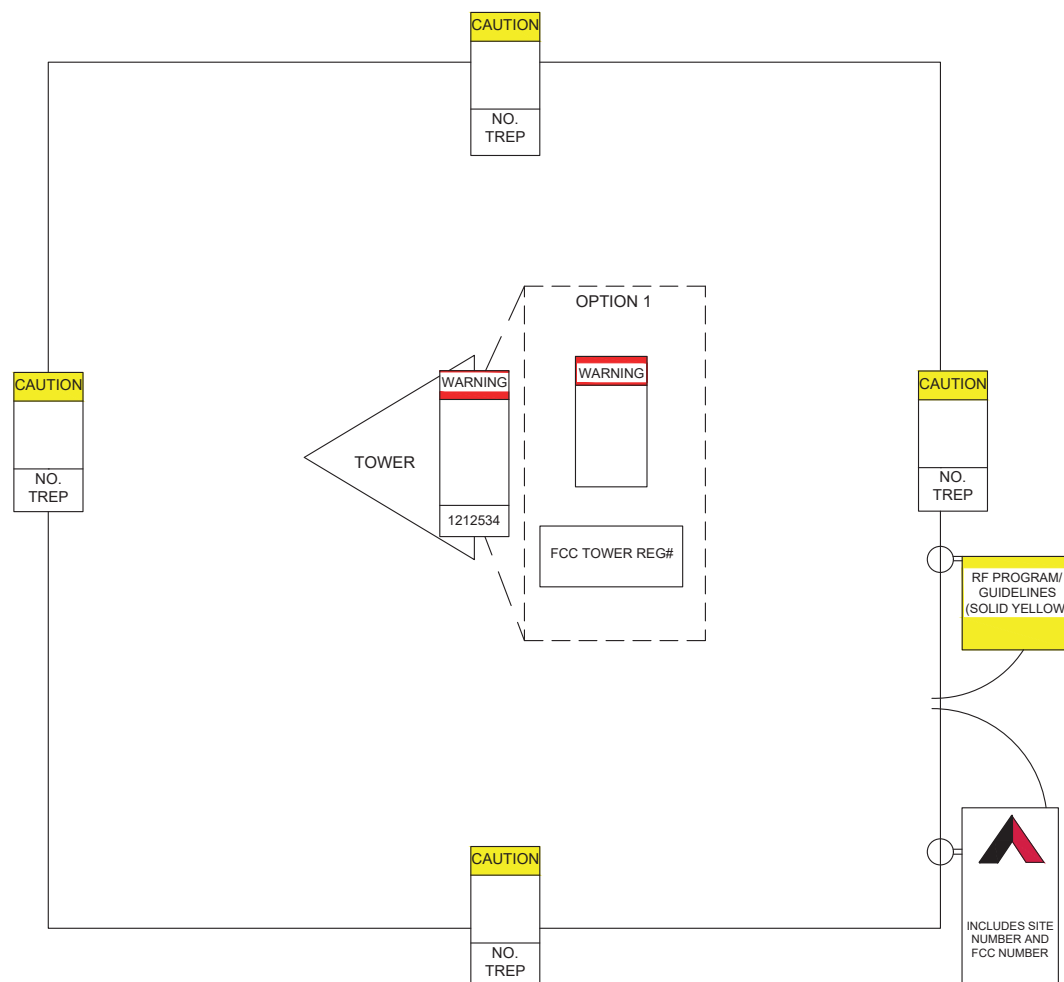 CAUTION
NO.
TREP
OPTION 1
WARNING
WARNING
CAUTION
NO.
TREP
TOWER
1212534
FCC TOWER REG#
CAUTION
NO.
TREP
RF PROGRAM/
GUIDELINES
(SOLID YELLOW
CAUTION
NO.
TREP
INCLUDES SITE
NUMBER AND
FCC NUMBER